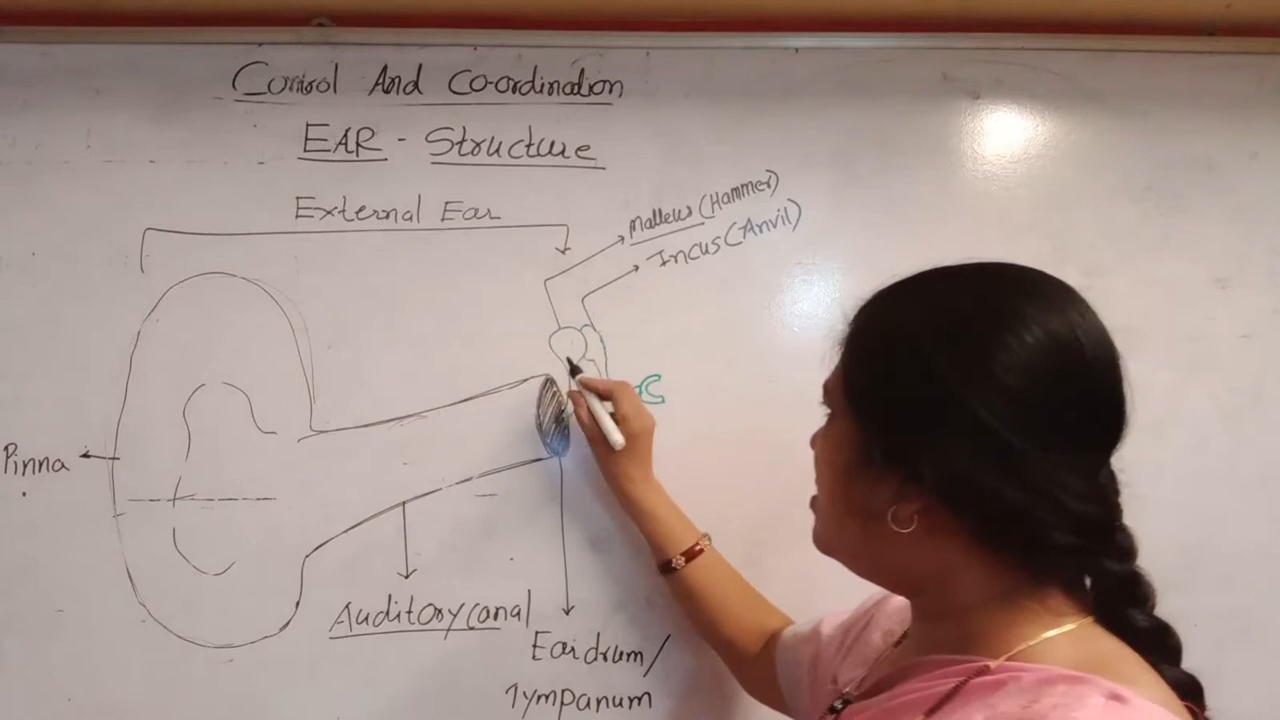 Control And Co-ordination
EAR - Structure
External Ear
Malleus (Hammer)
Incus (Anvil)
Pinna
Auditory canal
Eardrum/
Tympanum